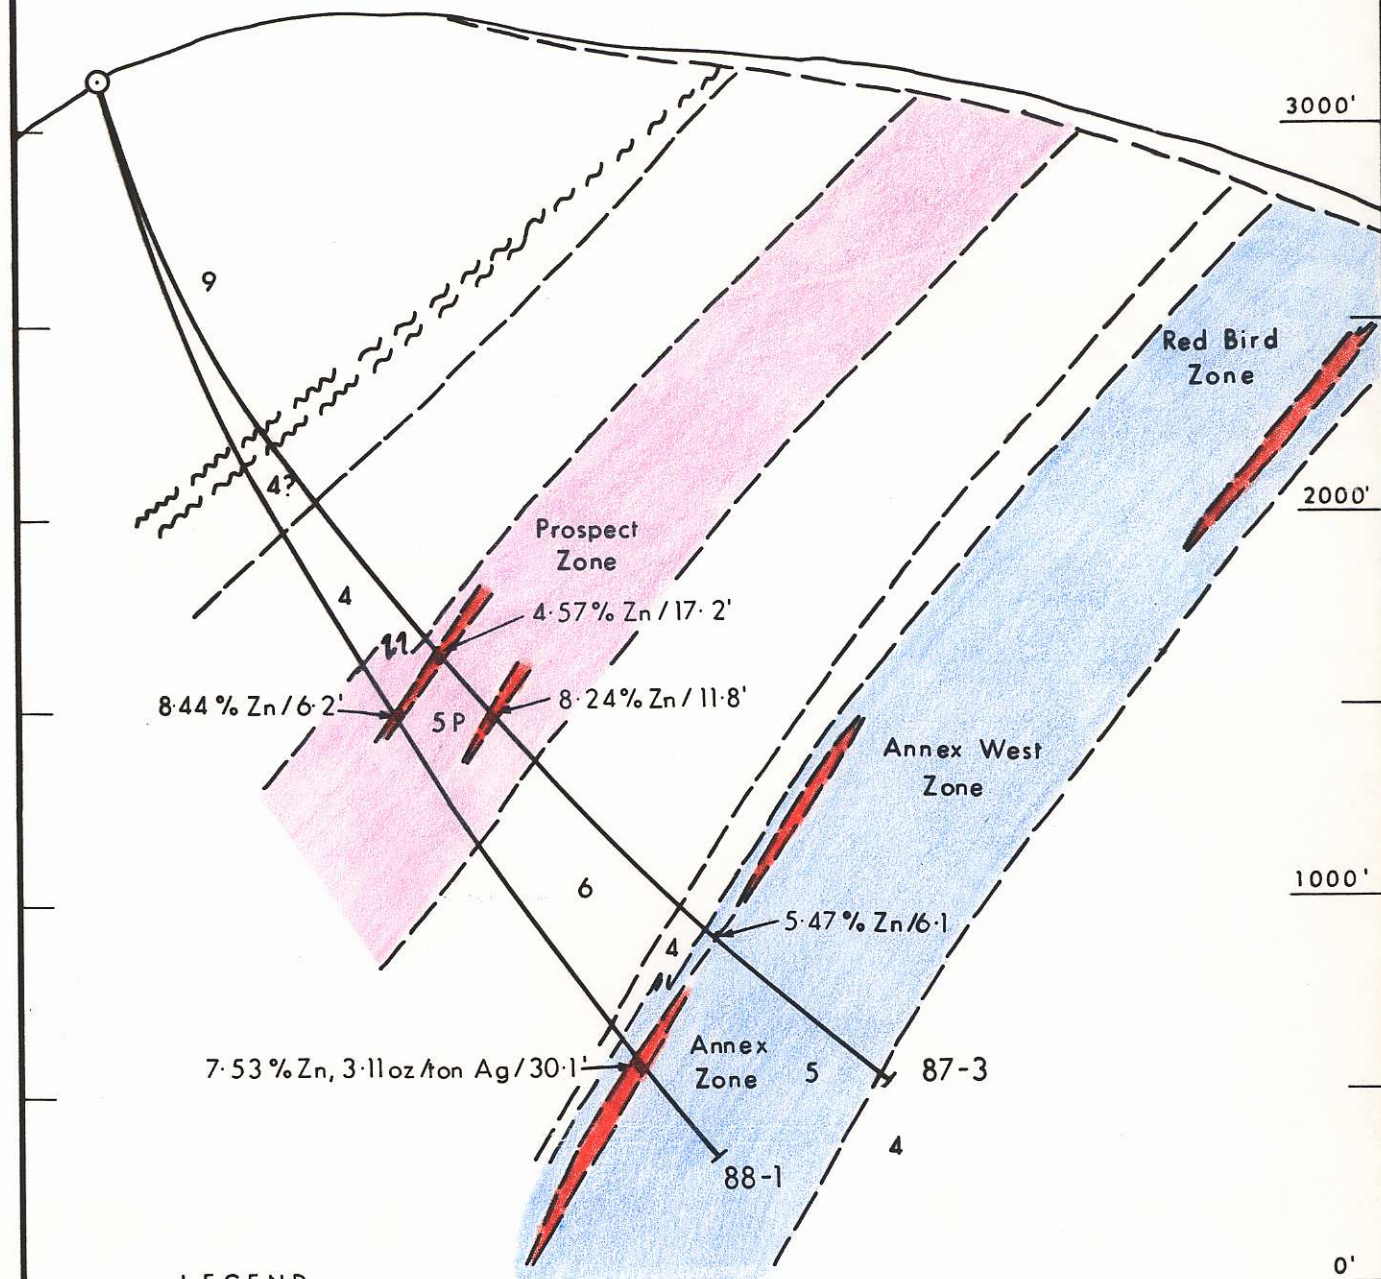 3000'
9
Red Bird
Zone
4?
2000'
Prospect
Zone
4
4·57% Zn / 17·2'
8·44 % Zn / 6·2'
5P
8·24% Zn / 11·8'
Annex West
Zone
6
1000'
5·47 % Zn/6·1
4
7·53 % Zn, 3·11 oz/ton Ag / 30·1'
Annex
Zone
5
87-3
4
88-1
0'
LEGEND